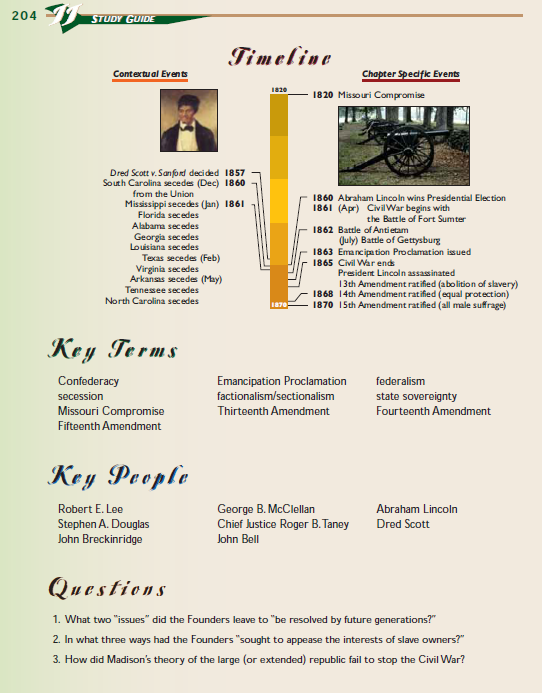 204
11 STUDY GUIDE
Timeline
Contextual Events
Chapter Specific Events
1820
1820 Missouri Compromise
Dred Scott v. Sanford decided 1857
South Carolina secedes (Dec) 1860
from the Union
Mississippi secedes (Jan) 1861
Florida secedes
Alabama secedes
Georgia secedes
Louisiana secedes
Texas secedes (Feb)
Virginia secedes
Arkansas secedes (May)
Tennessee secedes
North Carolina secedes
1860 Abraham Lincoln wins Presidential Election
1861 (Apr) Civil War begins with
the Battle of Fort Sumter
1862 Battle of Antietam
(July) Battle of Gettysburg
1863 Emancipation Proclamation issued
1865 Civil War ends
President Lincoln assassinated
13th Amendment ratified (abolition of slavery)
1868 14th Amendment ratified (equal protection)
1870 1870 15th Amendment ratified (all male suffrage)
Key Terms
Confederacy
secession
Missouri Compromise
Fifteenth Amendment
Emancipation Proclamation
factionalism/sectionalism
Thirteenth Amendment
federalism
state sovereignty
Fourteenth Amendment
Key People
Robert E. Lee
Stephen A. Douglas
John Breckinridge
George B. McClellan
Chief Justice Roger B. Taney
John Bell
Abraham Lincoln
Dred Scott
Questions
1. What two "issues" did the Founders leave to "be resolved by future generations?"
2. In what three ways had the Founders "sought to appease the interests of slave owners?"
3. How did Madison's theory of the large (or extended) republic fail to stop the Civil War?